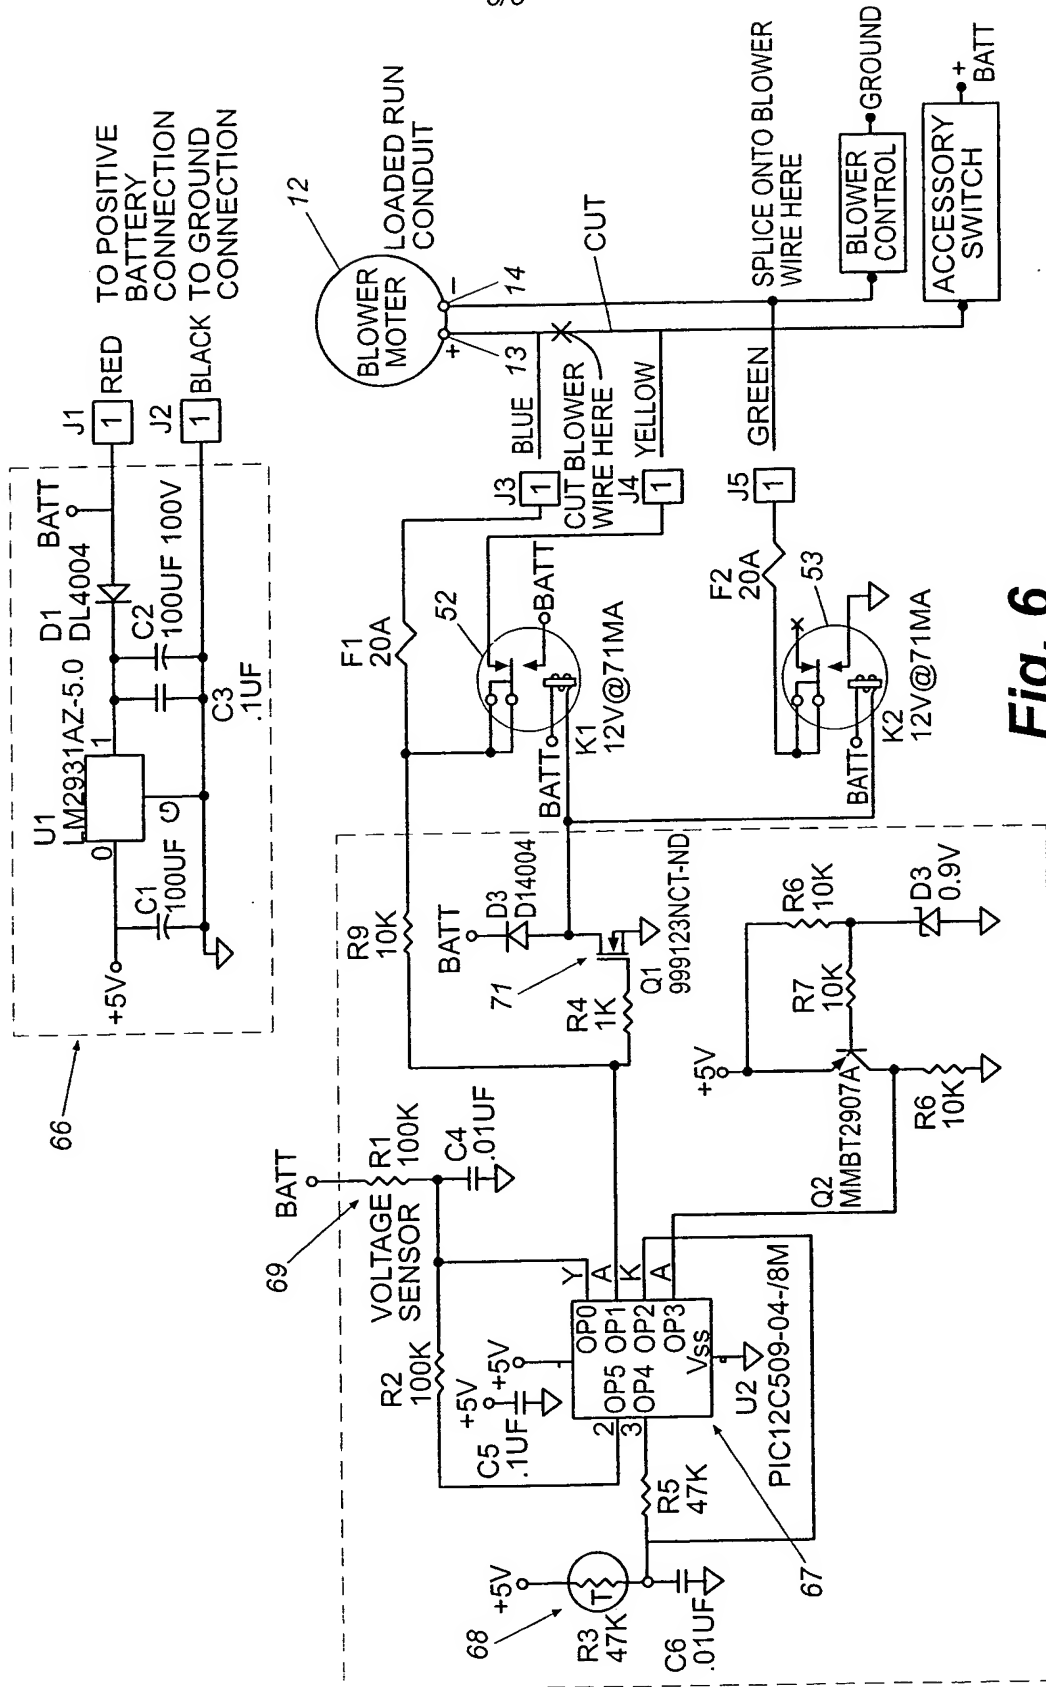 66
+5V
C1
100UF
U1
LM2931AZ-5.0
0
1
G
D1
DL4004
C2
100UF 100V
C3
.1UF
BATT
J1
1
RED
TO POSITIVE
BATTERY
CONNECTION
J2
1
BLACK
TO GROUND
CONNECTION
12
BLOWER
MOTER
LOADED RUN
CONDUIT
+
-
13
14
BLUE
CUT BLOWER
WIRE HERE
CUT
YELLOW
GREEN
SPLICE ONTO BLOWER
WIRE HERE
BLOWER
CONTROL
GROUND
ACCESSORY
SWITCH
+
BATT
J3
1
J4
1
J5
1
F1
20A
52
BATT
BATT
K1
12V@71MA
F2
20A
53
BATT
K2
12V@71MA
R9
10K
BATT
D3
D14004
71
R4
1K
Q1
999123NCT-ND
69
BATT
R1
100K
VOLTAGE
SENSOR
C4
.01UF
R2
100K
+5V
C5
.1UF
+5V
2
3
OP5
OP4
OP0
OP1
OP2
OP3
Vss
Y
A
K
A
U2
PIC12C509-04-/8M
67
R5
47K
68
+5V
T
R3
47K
C6
.01UF
+5V
Q2
MMBT2907A
R7
10K
R6
10K
R6
10K
D3
0.9V
Fig. 6